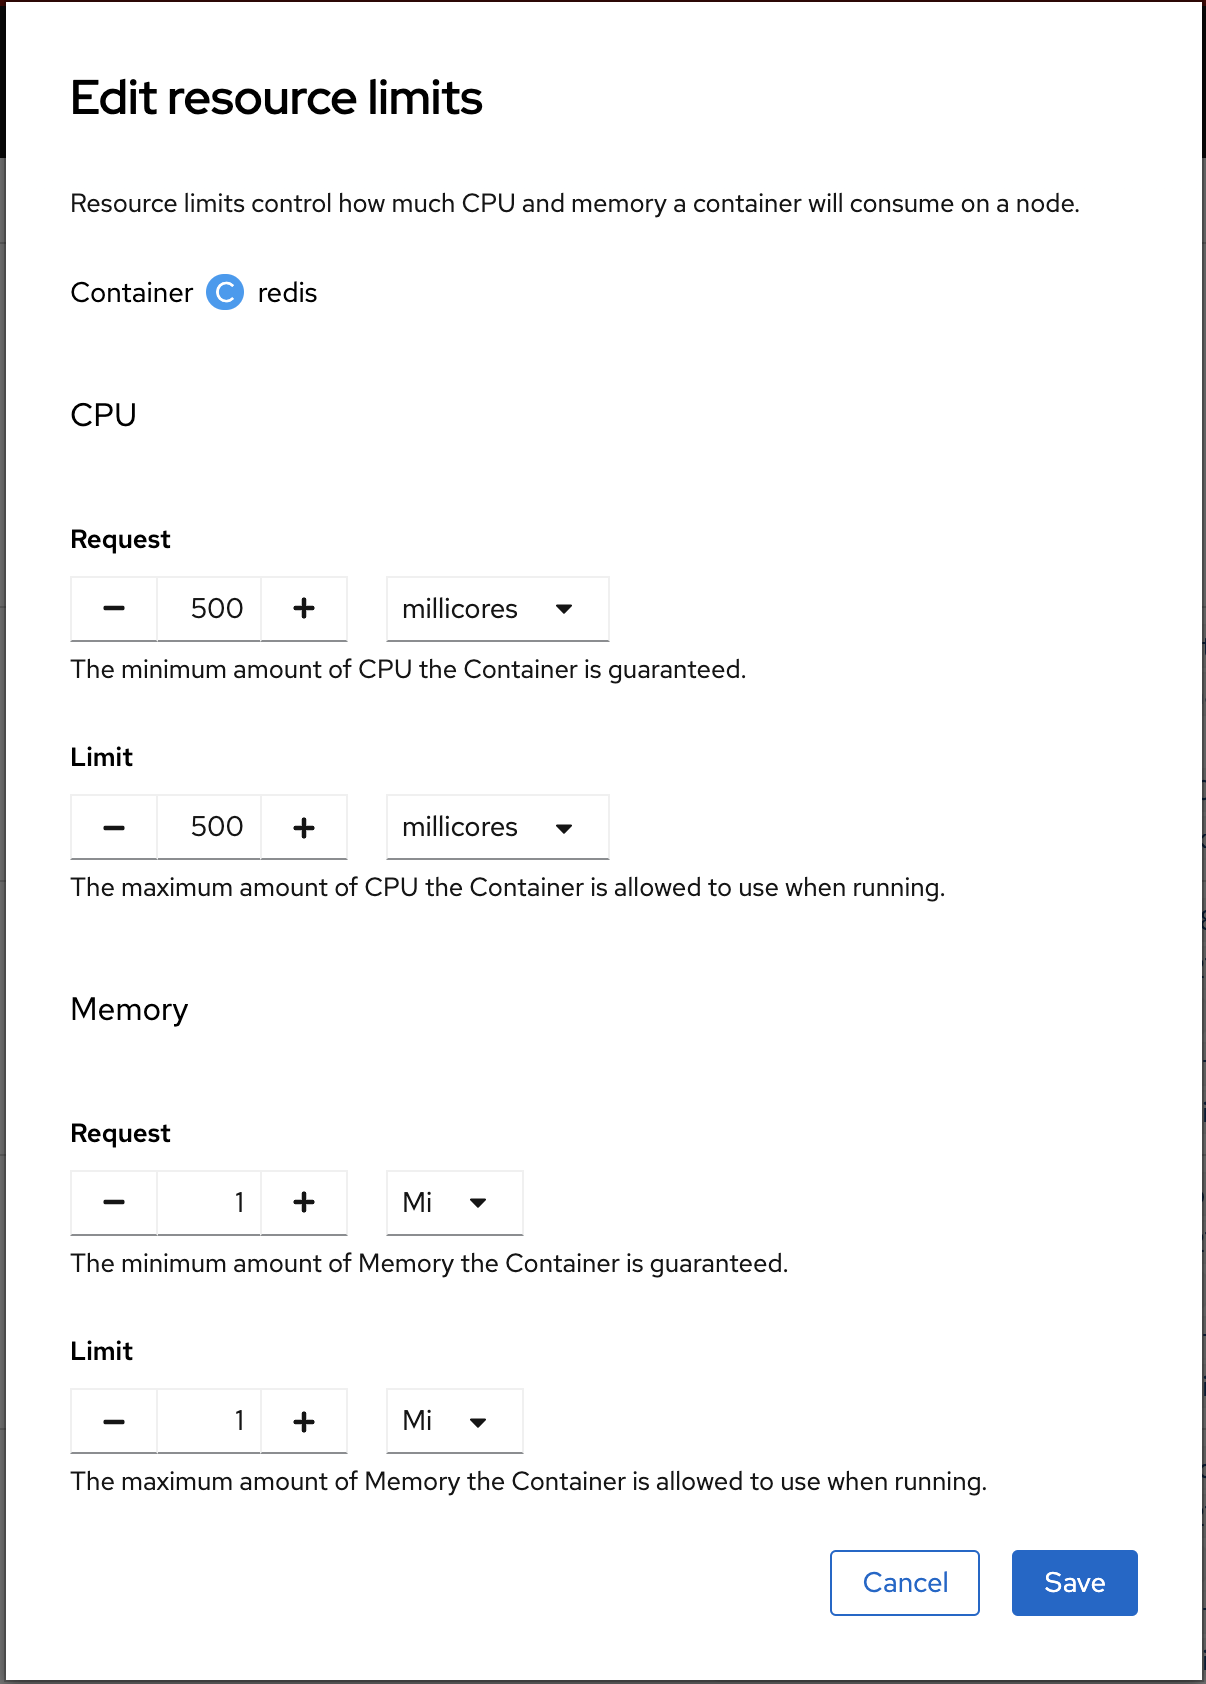 Edit resource limits
Resource limits control how much CPU and memory a container will consume on a node.
Container C redis
CPU
Request
500 millicores
The minimum amount of CPU the Container is guaranteed.
Limit
500 millicores
The maximum amount of CPU the Container is allowed to use when running.
Memory
Request
1 Mi
The minimum amount of Memory the Container is guaranteed.
Limit
1 Mi
The maximum amount of Memory the Container is allowed to use when running.
Cancel Save